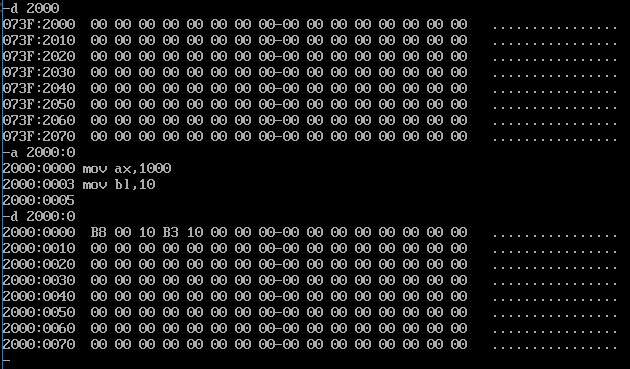 -d 2000
073F:2000  00 00 00 00 00 00 00 00-00 00 00 00 00 00 00 00   ................
073F:2010  00 00 00 00 00 00 00 00-00 00 00 00 00 00 00 00   ................
073F:2020  00 00 00 00 00 00 00 00-00 00 00 00 00 00 00 00   ................
073F:2030  00 00 00 00 00 00 00 00-00 00 00 00 00 00 00 00   ................
073F:2040  00 00 00 00 00 00 00 00-00 00 00 00 00 00 00 00   ................
073F:2050  00 00 00 00 00 00 00 00-00 00 00 00 00 00 00 00   ................
073F:2060  00 00 00 00 00 00 00 00-00 00 00 00 00 00 00 00   ................
073F:2070  00 00 00 00 00 00 00 00-00 00 00 00 00 00 00 00   ................
-a 2000:0
2000:0000 mov ax,1000
2000:0003 mov bl,10
2000:0005
-d 2000:0
2000:0000  B8 00 10 B3 10 00 00 00-00 00 00 00 00 00 00 00   ................
2000:0010  00 00 00 00 00 00 00 00-00 00 00 00 00 00 00 00   ................
2000:0020  00 00 00 00 00 00 00 00-00 00 00 00 00 00 00 00   ................
2000:0030  00 00 00 00 00 00 00 00-00 00 00 00 00 00 00 00   ................
2000:0040  00 00 00 00 00 00 00 00-00 00 00 00 00 00 00 00   ................
2000:0050  00 00 00 00 00 00 00 00-00 00 00 00 00 00 00 00   ................
2000:0060  00 00 00 00 00 00 00 00-00 00 00 00 00 00 00 00   ................
2000:0070  00 00 00 00 00 00 00 00-00 00 00 00 00 00 00 00   ................
-